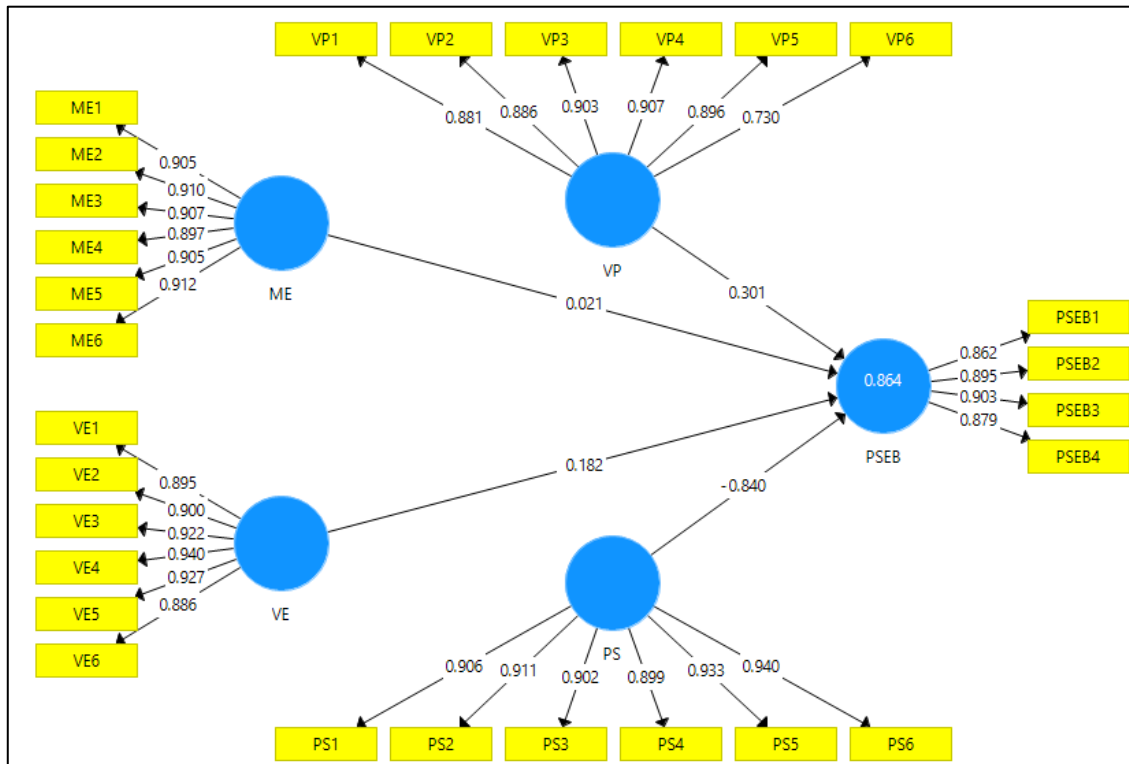 VP1 VP2 VP3 VP4 VP5 VP6
0.881 0.886 0.903 0.907 0.896 0.730
VP
ME1
ME2
ME3
ME4
ME5
ME6
0.905
0.910
0.907
0.897
0.905
0.912
ME
0.021
0.301
0.864
PSEB
PSEB1
PSEB2
PSEB3
PSEB4
0.862
0.895
0.903
0.879
VE1
VE2
VE3
VE4
VE5
VE6
0.895
0.900
0.922
0.940
0.927
0.886
VE
0.182
-0.840
PS
0.906 0.911 0.902 0.899 0.933 0.940
PS1 PS2 PS3 PS4 PS5 PS6